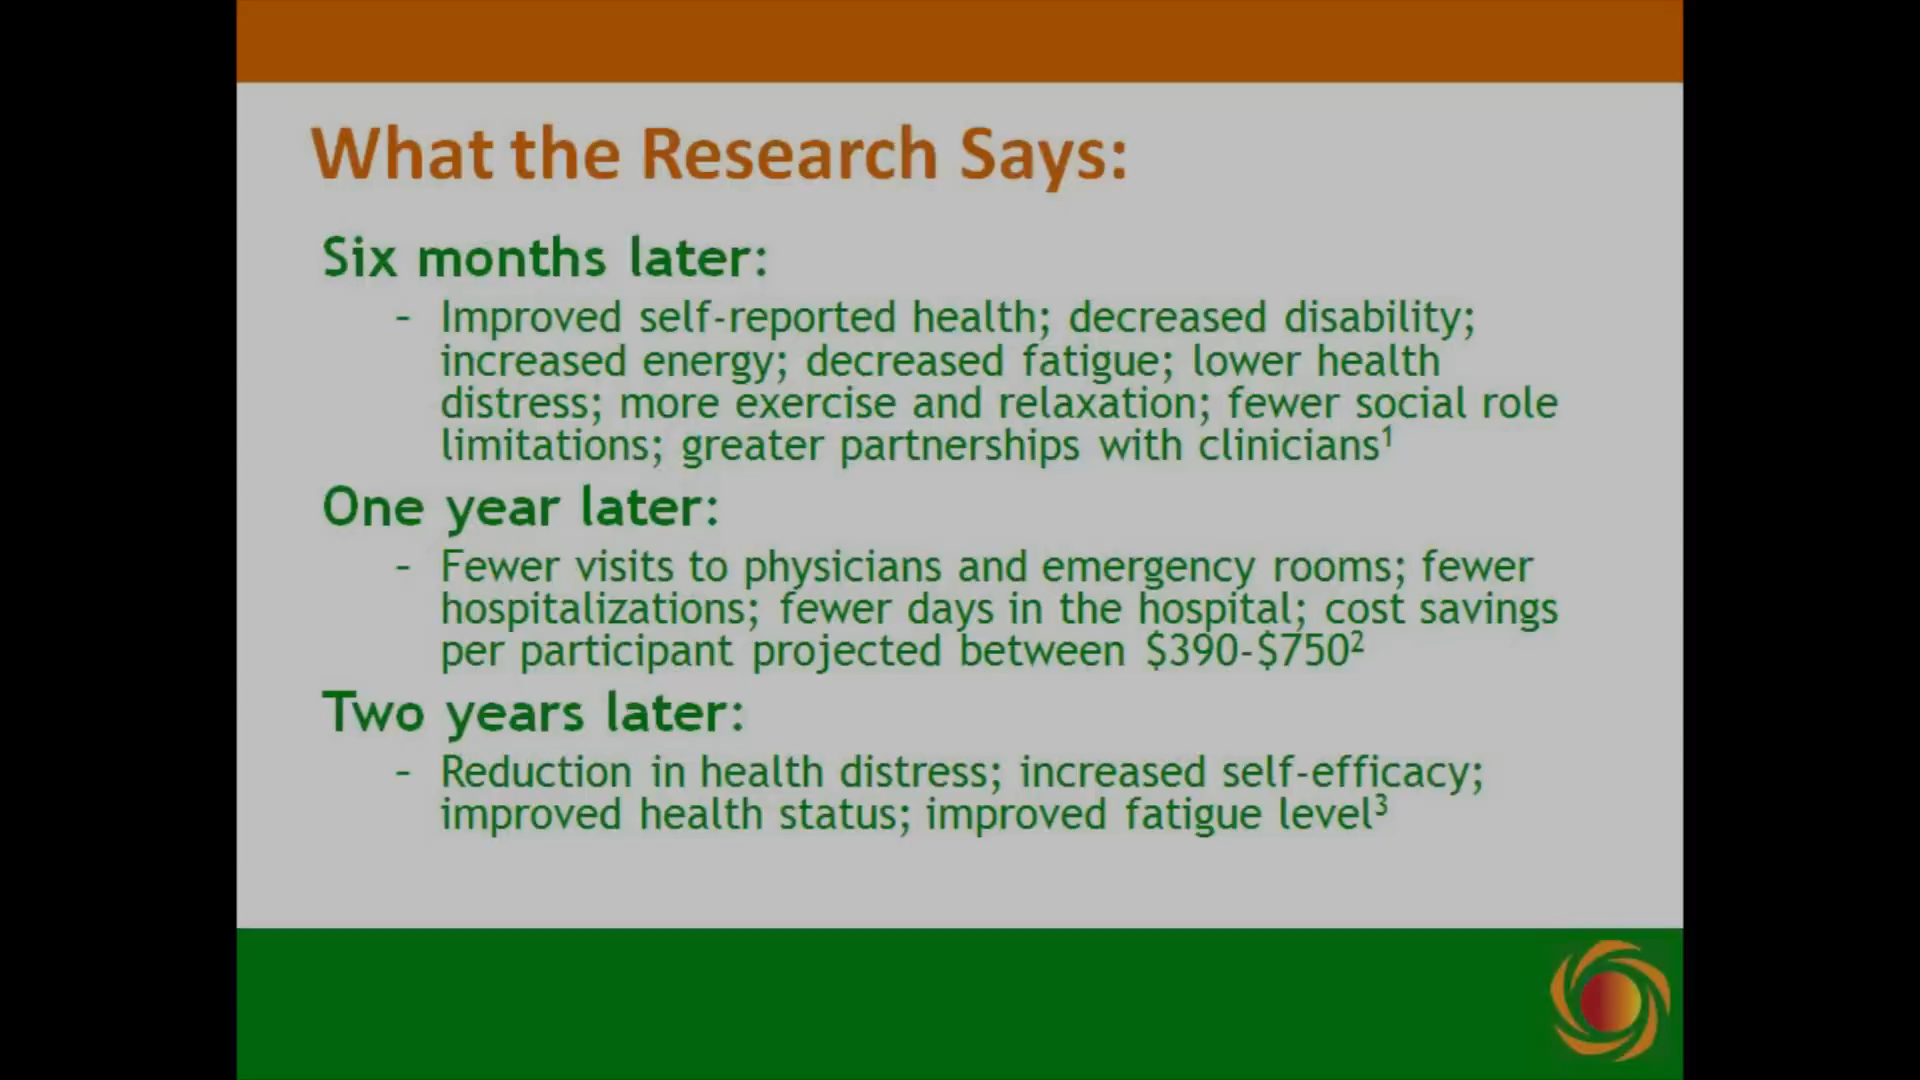 What the Research Says:
Six months later:
– Improved self-reported health; decreased disability;
increased energy; decreased fatigue; lower health
distress; more exercise and relaxation; fewer social role
limitations; greater partnerships with clinicians¹
One year later:
– Fewer visits to physicians and emergency rooms; fewer
hospitalizations; fewer days in the hospital; cost savings
per participant projected between $390-$750²
Two years later:
– Reduction in health distress; increased self-efficacy;
improved health status; improved fatigue level³